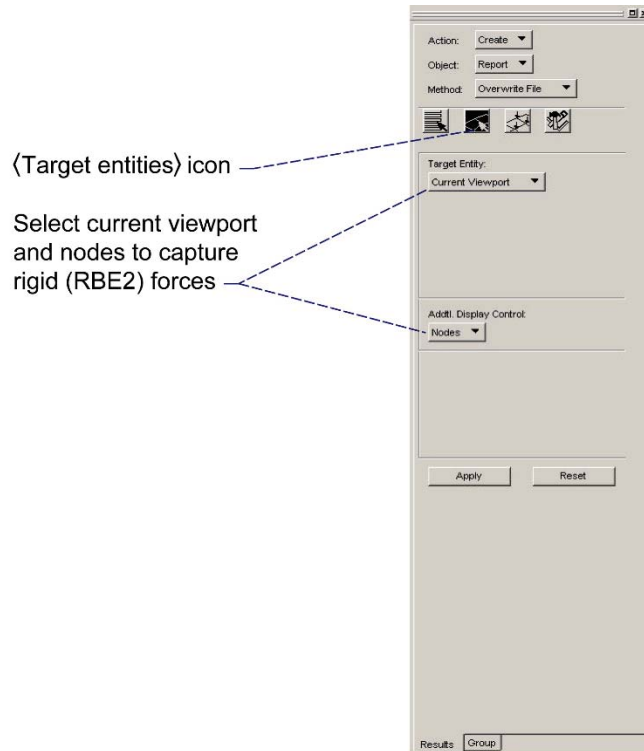 Action: Create
Object: Report
Method: Overwrite File
⟨Target entities⟩ icon
Target Entity:
Current Viewport
Select current viewport
and nodes to capture
rigid (RBE2) forces
Addtl. Display Control:
Nodes
Apply Reset
Results Group